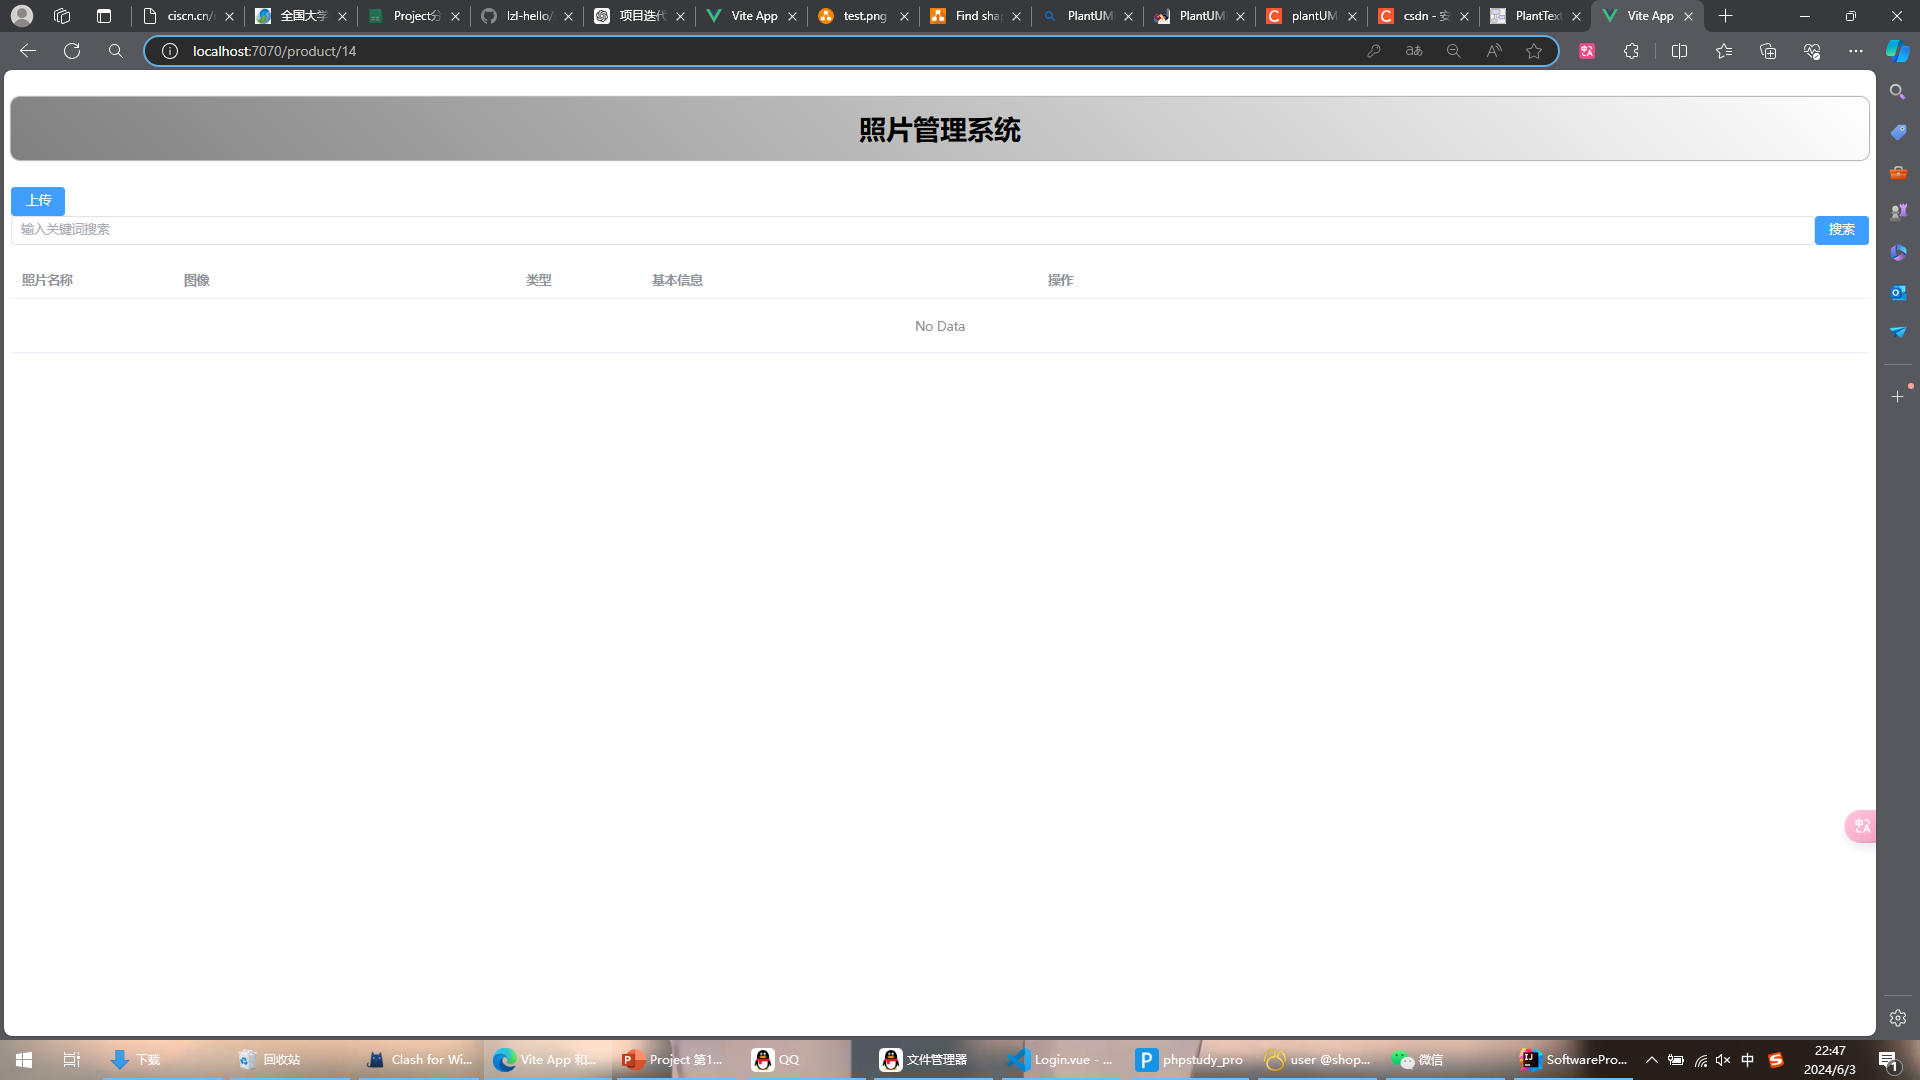 ciscn.cn/
全国大学
Project分
lzl-hello/
项目迭代
Vite App
test.png
Find sha
PlantUM
PlantUM
plantUM
csdn - 安
PlantText
Vite App
localhost:7070/product/14
照片管理系统
上传
输入关键词搜索
搜索
照片名称 图像 类型 基本信息 操作
No Data
下载
回收站
Clash for Wi...
Vite App 和...
Project 第1...
QQ
文件管理器
Login.vue - ...
phpstudy_pro
user @shop...
微信
SoftwarePro...
中
22:47
2024/6/3
1